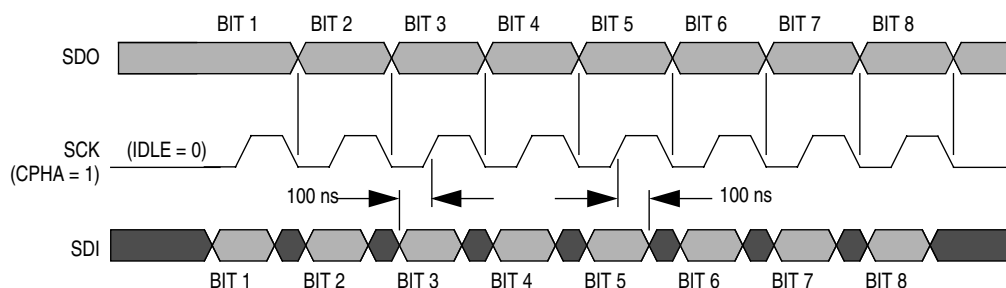 BIT 1 BIT 2 BIT 3 BIT 4 BIT 5 BIT 6 BIT 7 BIT 8
SDO
SCK (IDLE = 0)
(CPHA = 1)
100 ns 100 ns
SDI
BIT 1 BIT 2 BIT 3 BIT 4 BIT 5 BIT 6 BIT 7 BIT 8